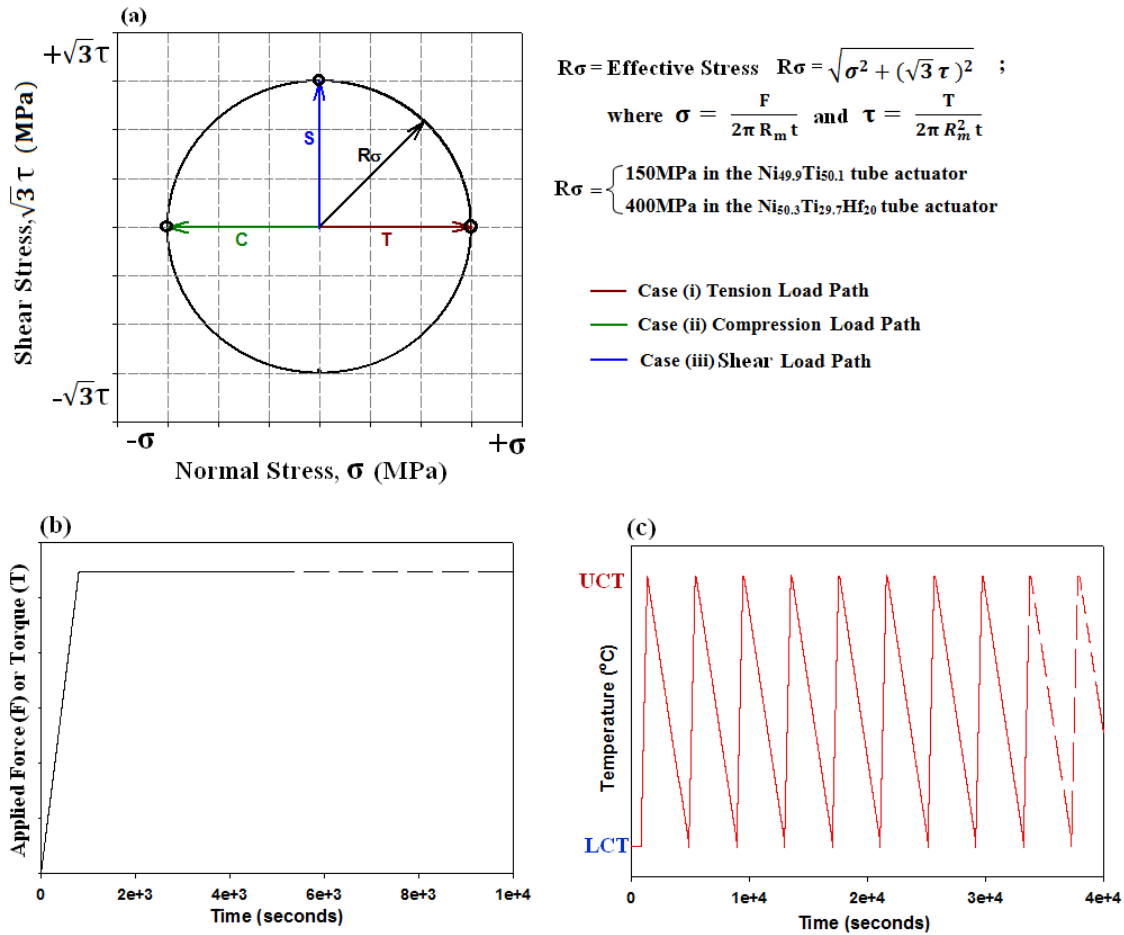 (a)
+√3τ
Shear Stress,√3τ (MPa)
-√3τ
S
Rσ
C
T
-σ
+σ
Normal Stress, σ (MPa)
Rσ = Effective Stress Rσ = √σ² + (√3 τ )² ;
where σ = F / 2π Rₘ t and τ = T / 2π R²ₘ t
Rσ = { 150MPa in the Ni₄₉.₉Ti₅₀.₁ tube actuator
400MPa in the Ni₅₀.₃Ti₂₉.₇Hf₂₀ tube actuator
Case (i) Tension Load Path
Case (ii) Compression Load Path
Case (iii) Shear Load Path
(b)
Applied Force (F) or Torque (T)
0 2e+3 4e+3 6e+3 8e+3 1e+4
Time (seconds)
(c)
UCT
Temperature (°C)
LCT
0 1e+4 2e+4 3e+4 4e+4
Time (seconds)